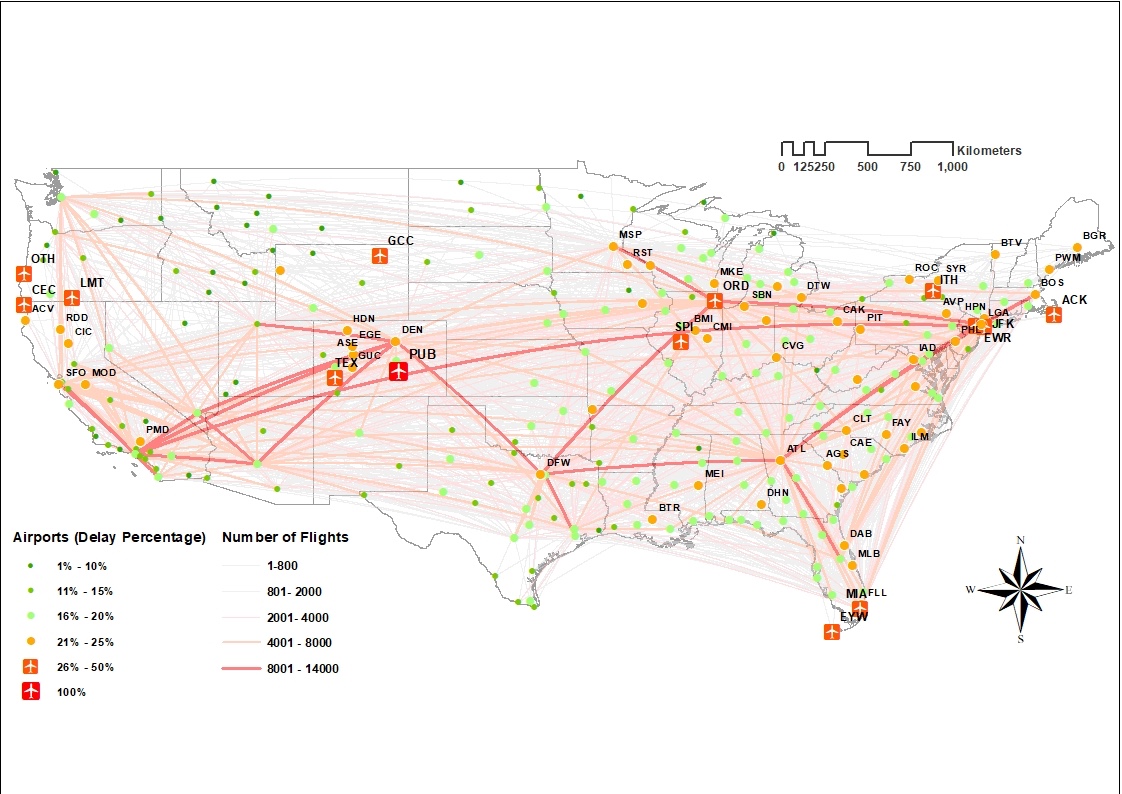 Kilometers
0 125250 500 750 1,000
MSP
RST
GCC
OTH
CEC
LMT
ACV
RDD
CIC
SFO MOD
PMD
HDN
EGE
DEN
ASE
GUC
TEX
PUB
MKE
ORD
SBN
DTW
SPI
BMI
CMI
CVG
CAK
PIT
ROC SYR
ITH
BTV
BGR
PWM
BOS
ACK
AVP
HPN
LGA
JFK
PHL
EWR
IAD
DFW
ATL
MEI
BTR
DHN
CLT
FAY
CAE
ILM
AGS
DAB
MLB
MIA FLL
EYW
Airports (Delay Percentage)
1% - 10%
11% - 15%
16% - 20%
21% - 25%
26% - 50%
100%
Number of Flights
1-800
801- 2000
2001- 4000
4001 - 8000
8001 - 14000
N
W E
S